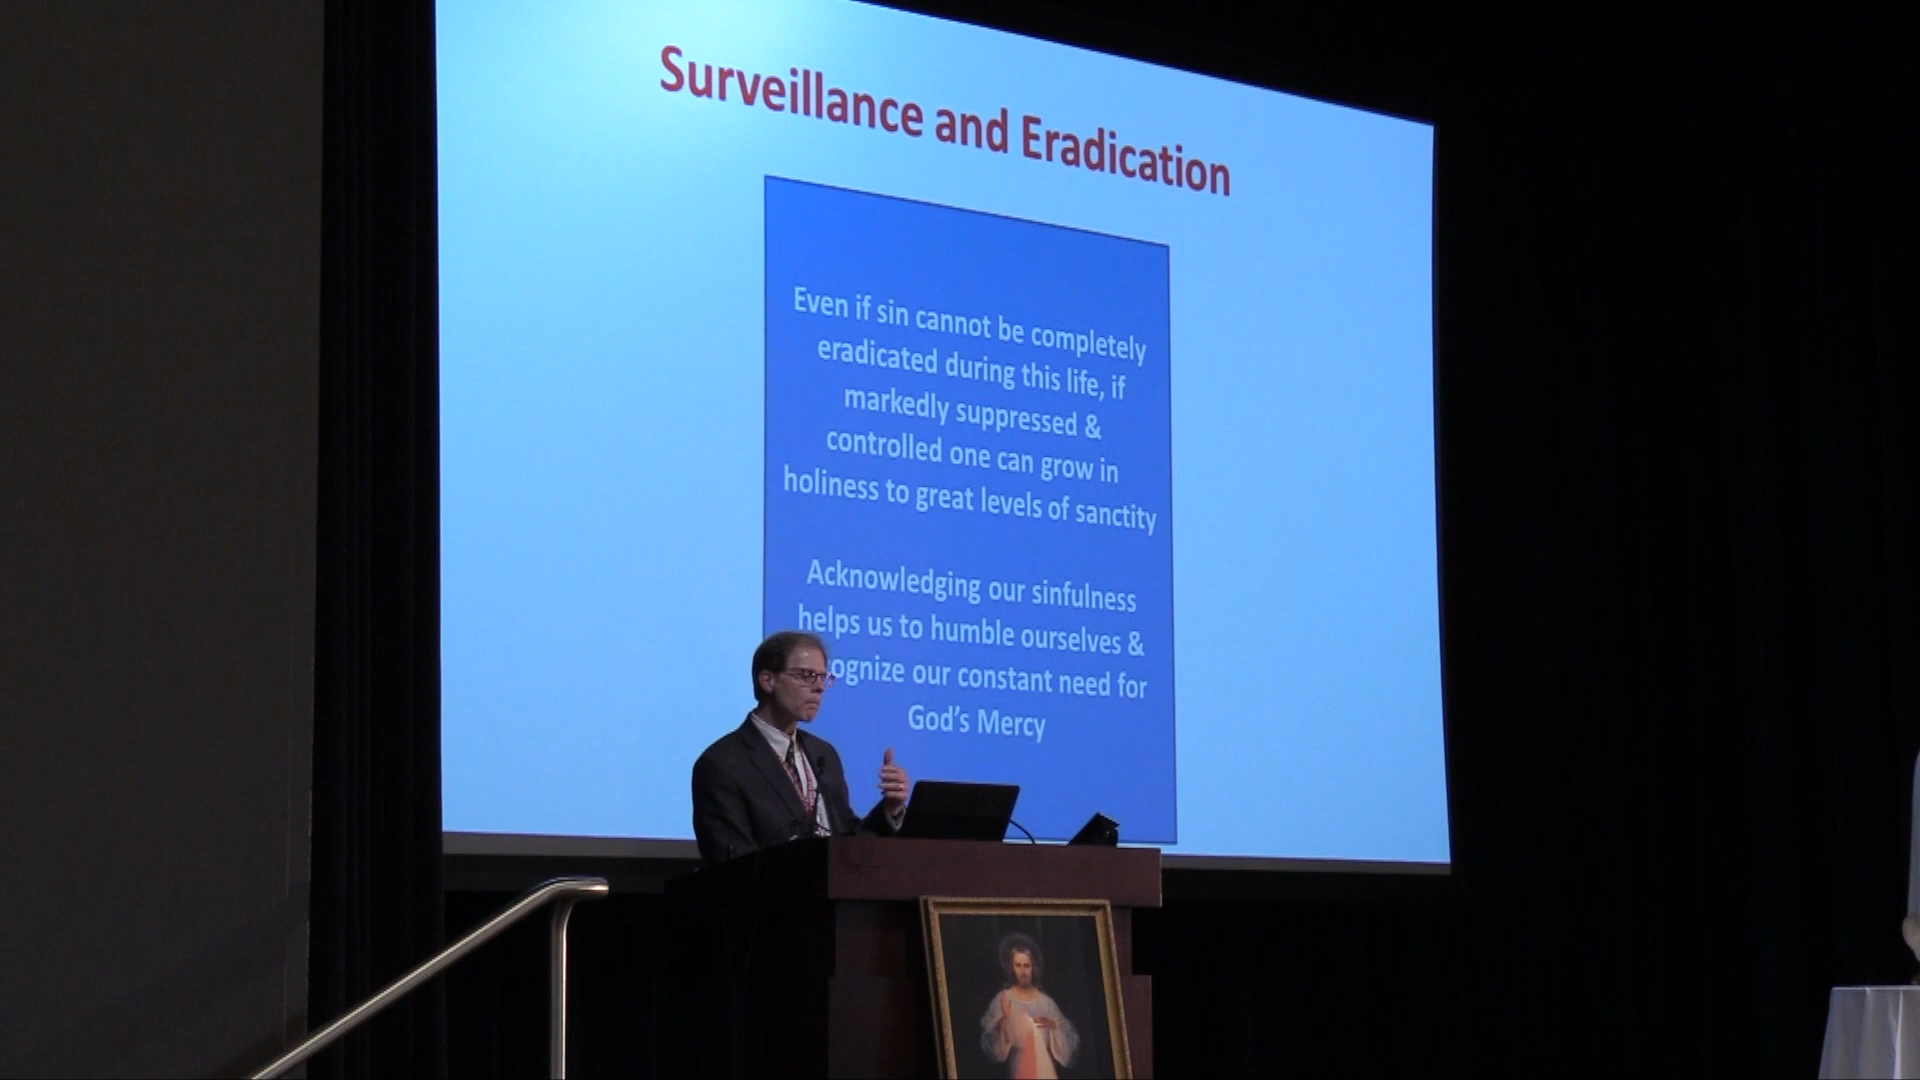 Surveillance and Eradication
Even if sin cannot be completely
eradicated during this life, if
markedly suppressed &
controlled one can grow in
holiness to great levels of sanctity
Acknowledging our sinfulness
helps us to humble ourselves &
our constant need for
God's Mercy